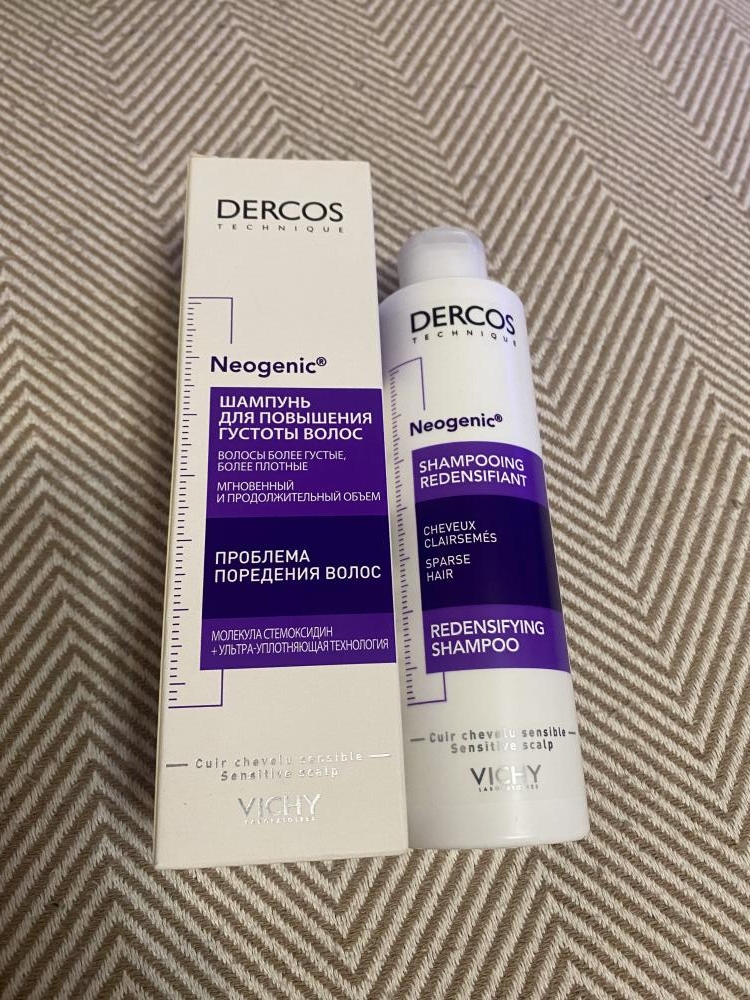 DERCOS
TECHNIQUE
Neogenic®
ШАМПУНЬ
ДЛЯ ПОВЫШЕНИЯ
ГУСТОТЫ ВОЛОС
ВОЛОСЫ БОЛЕЕ ГУСТЫЕ,
БОЛЕЕ ПЛОТНЫЕ
МГНОВЕННЫЙ
И ПРОДОЛЖИТЕЛЬНЫЙ ОБЪЕМ
ПРОБЛЕМА
ПОРЕДЕНИЯ ВОЛОС
МОЛЕКУЛА СТЕМОКСИДИН
+ УЛЬТРА-УПЛОТНЯЮЩАЯ ТЕХНОЛОГИЯ
Cuir chevelu sensible
Sensitive scalp
VICHY
LABORATOIRES
DERCOS
TECHNIQUE
Neogenic®
SHAMPOOING
REDENSIFIANT
CHEVEUX
CLAIRSEMÉS
SPARSE
HAIR
REDENSIFYING
SHAMPOO
Cuir chevelu sensible
Sensitive scalp
VICHY
LABORATOIRES